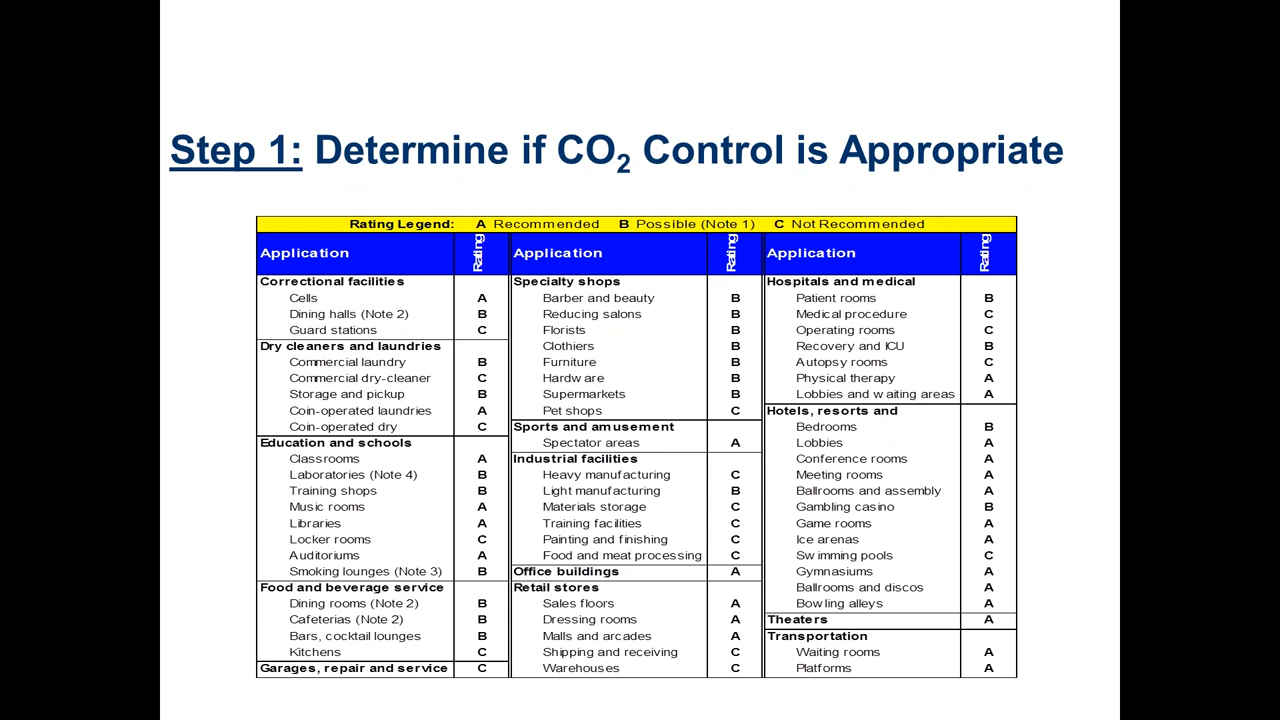 Step 1: Determine if CO2 Control is Appropriate
Rating Legend: A Recommended B Possible (Note 1) C Not Recommended
Application Rating Application Rating Application Rating
Correctional facilities Specialty shops Hospitals and medical
Cells A Barber and beauty B Patient rooms B
Dining halls (Note 2) B Reducing salons B Medical procedure C
Guard stations C Florists B Operating rooms C
Dry cleaners and laundries Clothiers B Recovery and ICU B
Commercial laundry B Furniture B Autopsy rooms C
Commercial dry-cleaner C Hardware B Physical therapy A
Storage and pickup B Supermarkets B Lobbies and waiting areas A
Coin-operated laundries A Pet shops C Hotels, resorts and
Coin-operated dry C Sports and amusement Bedrooms B
Education and schools Spectator areas A Lobbies A
Classrooms A Industrial facilities Conference rooms A
Laboratories (Note 4) B Heavy manufacturing C Meeting rooms A
Training shops B Light manufacturing B Ballrooms and assembly A
Music rooms A Materials storage C Gambling casino B
Libraries A Training facilities C Game rooms A
Locker rooms C Painting and finishing C Ice arenas A
Auditoriums A Food and meat processing C Swimming pools C
Smoking lounges (Note 3) B Office buildings A Gymnasiums A
Food and beverage service Retail stores Ballrooms and discos A
Dining rooms (Note 2) B Sales floors A Bowling alleys A
Cafeterias (Note 2) B Dressing rooms A Theaters A
Bars, cocktail lounges B Malls and arcades A Transportation
Kitchens C Shipping and receiving C Waiting rooms A
Garages, repair and service C Warehouses C Platforms A